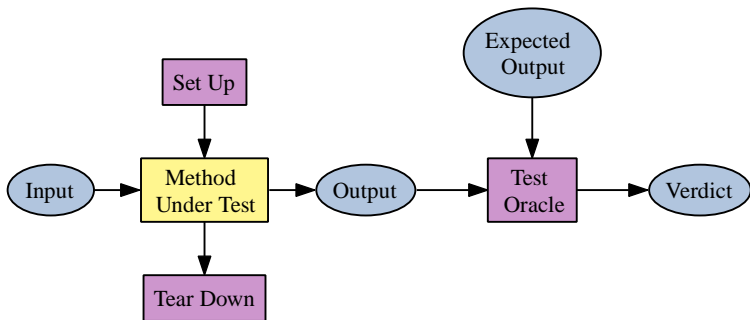 Expected
Output
Set Up
Input
Method
Under Test
Output
Test
Oracle
Verdict
Tear Down